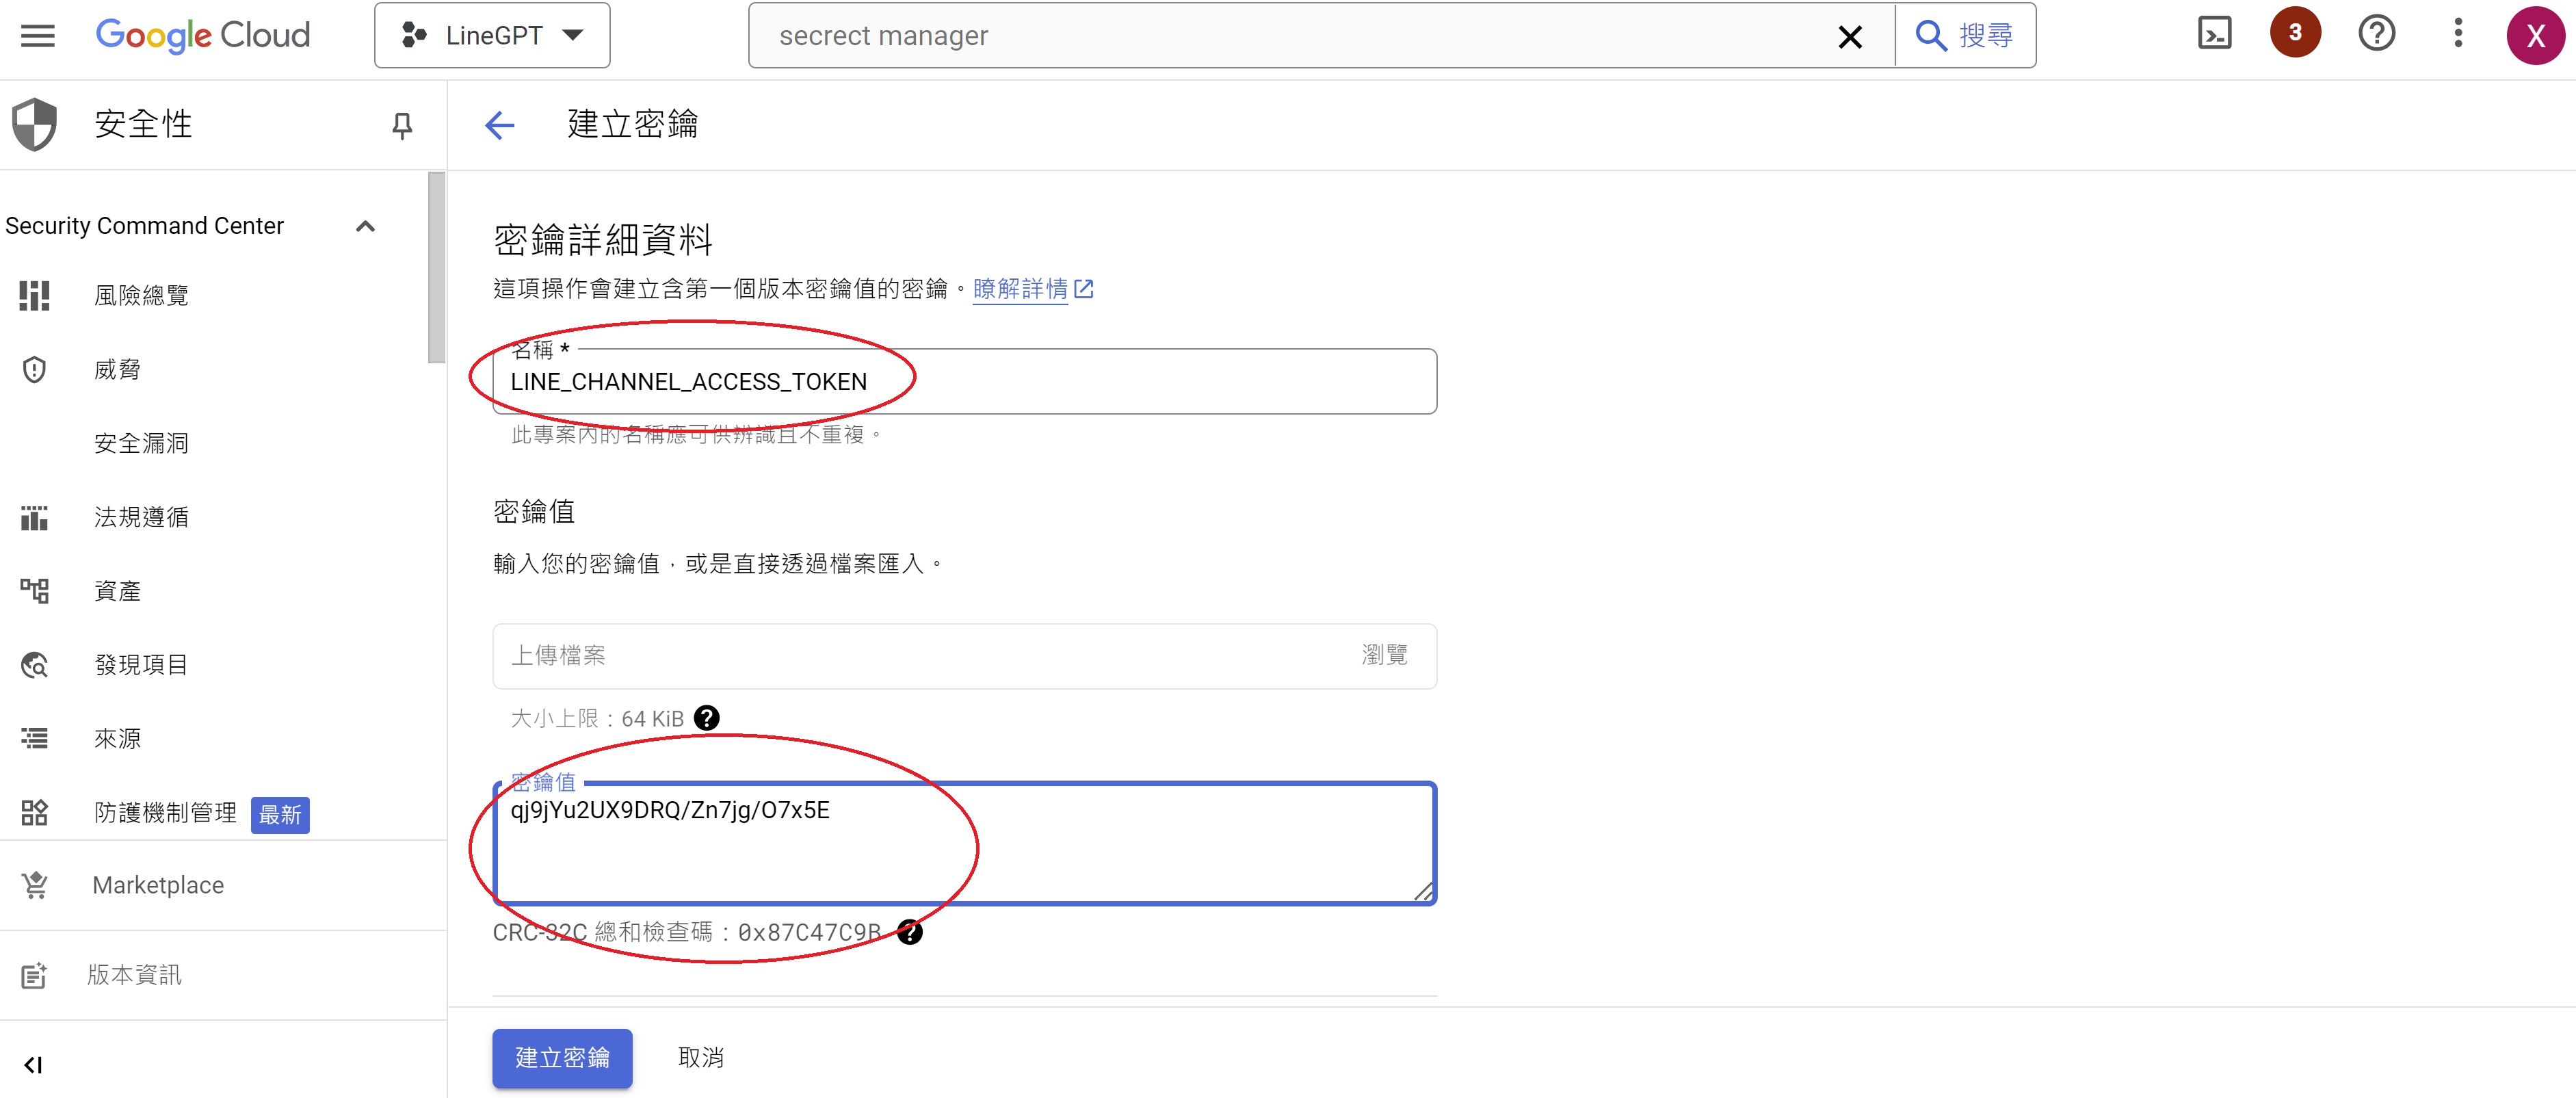 Google Cloud
LineGPT
secrect manager
搜尋
3
X
安全性
建立密鑰
Security Command Center
風險總覽
威脅
安全漏洞
法規遵循
資產
發現項目
來源
防護機制管理 最新
Marketplace
版本資訊
密鑰詳細資料
這項操作會建立含第一個版本密鑰值的密鑰。瞭解詳情
名稱 *
LINE_CHANNEL_ACCESS_TOKEN
此專案內的名稱應可供辨識且不重複。
密鑰值
輸入您的密鑰值，或是直接透過檔案匯入。
上傳檔案 瀏覽
大小上限：64 KiB
密鑰值
qj9jYu2UX9DRQ/Zn7jg/O7x5E
CRC-32C 總和檢查碼：0x87C47C9B
建立密鑰 取消